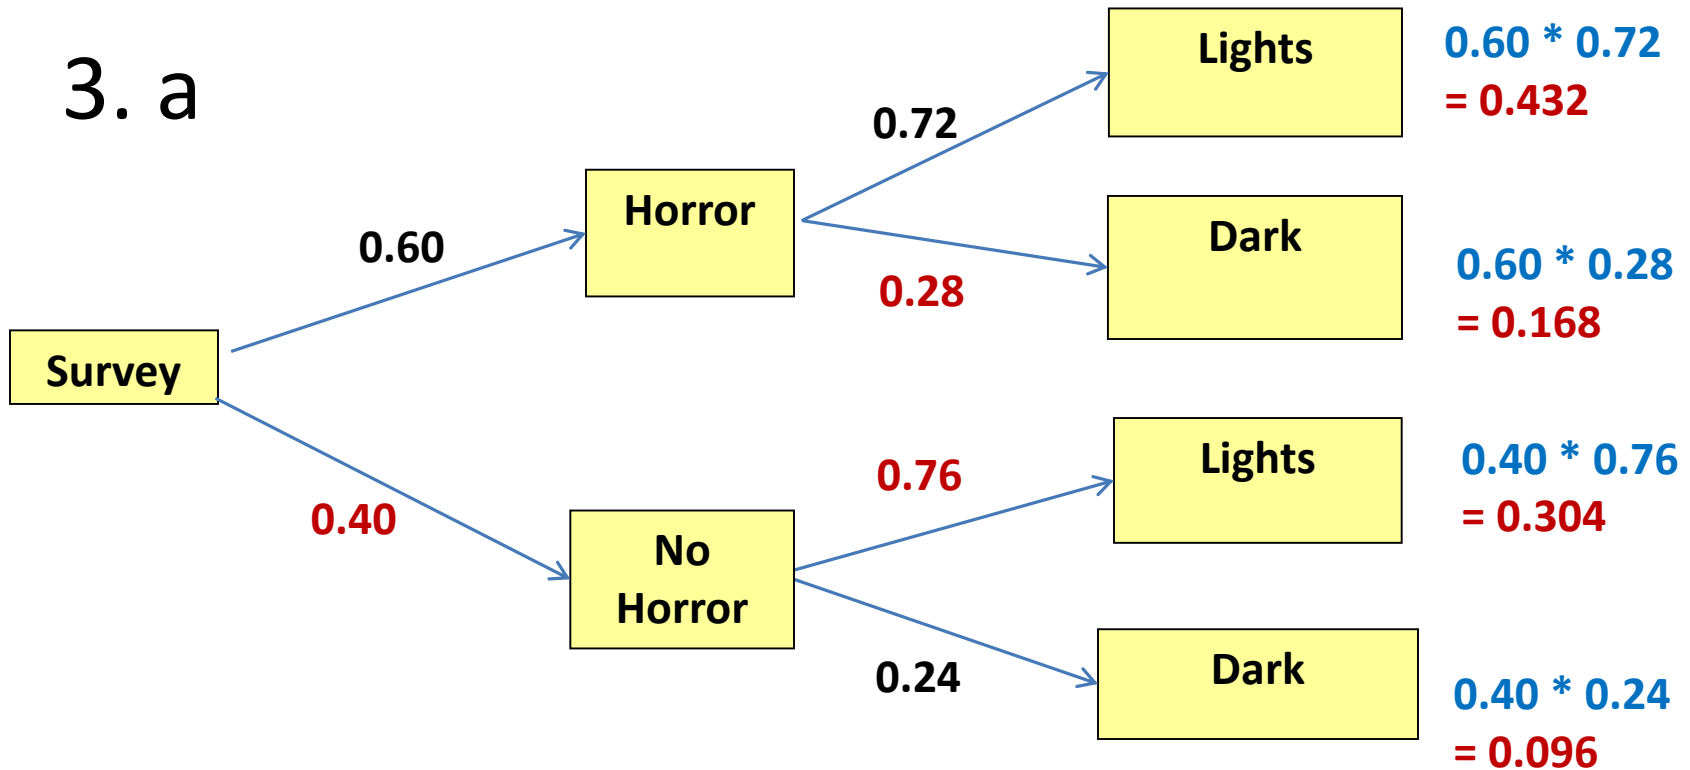 3. a
Lights
0.60 * 0.72
= 0.432
0.72
Horror
Dark
0.60
0.60 * 0.28
= 0.168
0.28
Survey
Lights
0.40 * 0.76
= 0.304
0.76
0.40
No
Horror
0.24
Dark
0.40 * 0.24
= 0.096